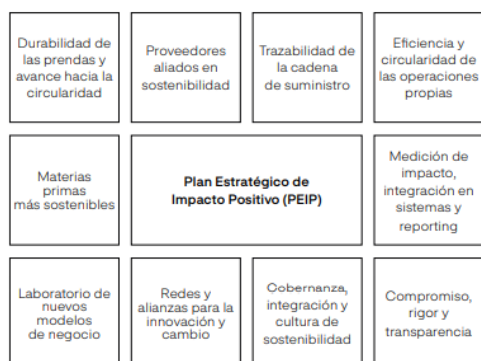 Durabilidad de
las prendas y
avance hacia la
circularidad
Proveedores
aliados en
sostenibilidad
Trazabilidad de
la cadena
de suministro
Eficiencia y
circularidad de
las operaciones
propias
Materias
primas
más sostenibles
Plan Estratégico de
Impacto Positivo (PEIP)
Medición de
impacto,
integración en
sistemas y
reporting
Laboratorio de
nuevos
modelos
de negocio
Redes y
alianzas para la
innovación y
cambio
Gobernanza,
integración y
cultura de
sostenibilidad
Compromiso,
rigor y
transparencia